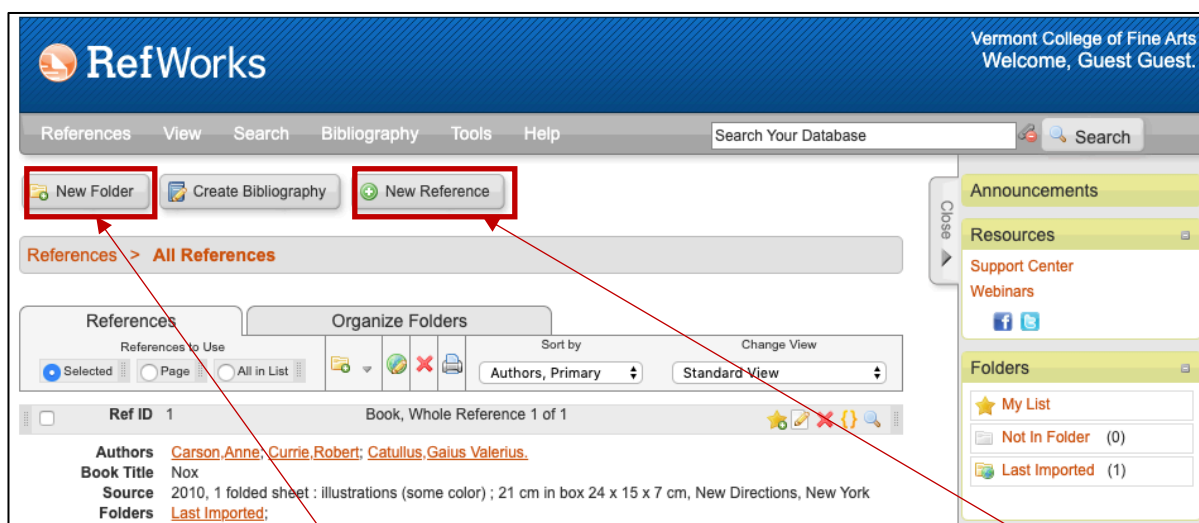 RefWorks
Vermont College of Fine Arts
Welcome, Guest Guest.
References View Search Bibliography Tools Help
Search Your Database
Search
New Folder
Create Bibliography
New Reference
Close
References > All References
References
Organize Folders
References to Use
Selected Page All in List
Sort by
Authors, Primary
Change View
Standard View
Ref ID 1 Book, Whole Reference 1 of 1
Authors Carson,Anne; Currie,Robert; Catullus,Gaius Valerius.
Book Title Nox
Source 2010, 1 folded sheet : illustrations (some color) ; 21 cm in box 24 x 15 x 7 cm, New Directions, New York
Folders Last Imported;
Announcements
Resources
Support Center
Webinars
Folders
My List
Not In Folder (0)
Last Imported (1)